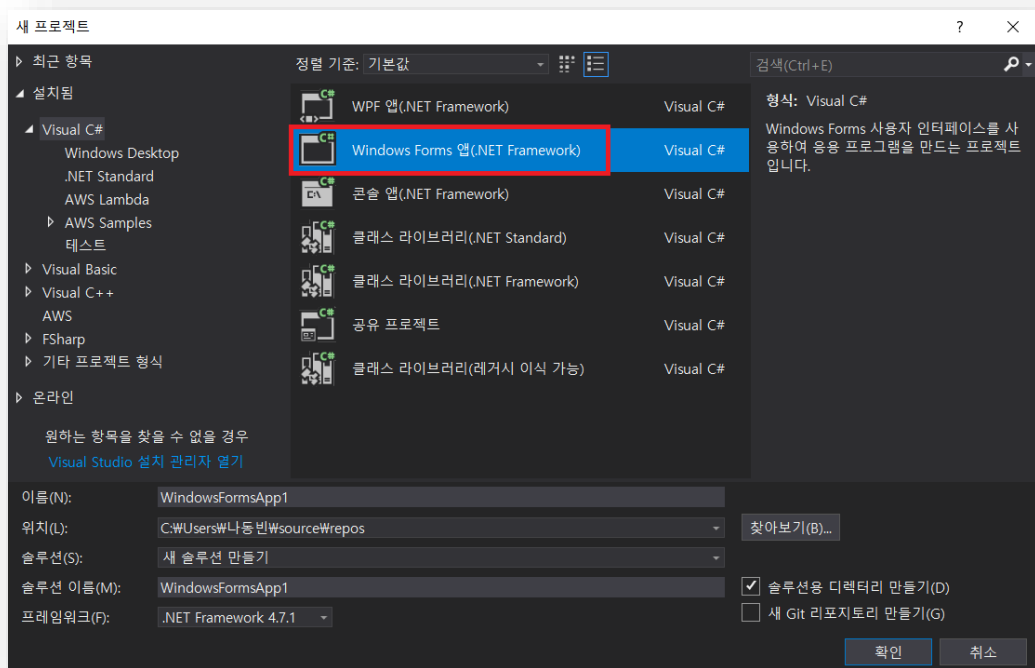 새 프로젝트
?
최근 항목
설치됨
Visual C#
Windows Desktop
.NET Standard
AWS Lambda
AWS Samples
테스트
Visual Basic
Visual C++
AWS
FSharp
기타 프로젝트 형식
온라인
원하는 항목을 찾을 수 없을 경우
Visual Studio 설치 관리자 열기
정렬 기준: 기본값
WPF 앱(.NET Framework) Visual C#
Windows Forms 앱(.NET Framework) Visual C#
콘솔 앱(.NET Framework) Visual C#
클래스 라이브러리(.NET Standard) Visual C#
클래스 라이브러리(.NET Framework) Visual C#
공유 프로젝트 Visual C#
클래스 라이브러리(레거시 이식 가능) Visual C#
검색(Ctrl+E)
형식: Visual C#
Windows Forms 사용자 인터페이스를 사
용하여 응용 프로그램을 만드는 프로젝트
입니다.
이름(N): WindowsFormsApp1
위치(L): C:₩Users₩나동빈₩source₩repos 찾아보기(B)...
솔루션(S): 새 솔루션 만들기
솔루션 이름(M): WindowsFormsApp1 솔루션용 디렉터리 만들기(D)
프레임워크(F): .NET Framework 4.7.1 새 Git 리포지토리 만들기(G)
확인 취소